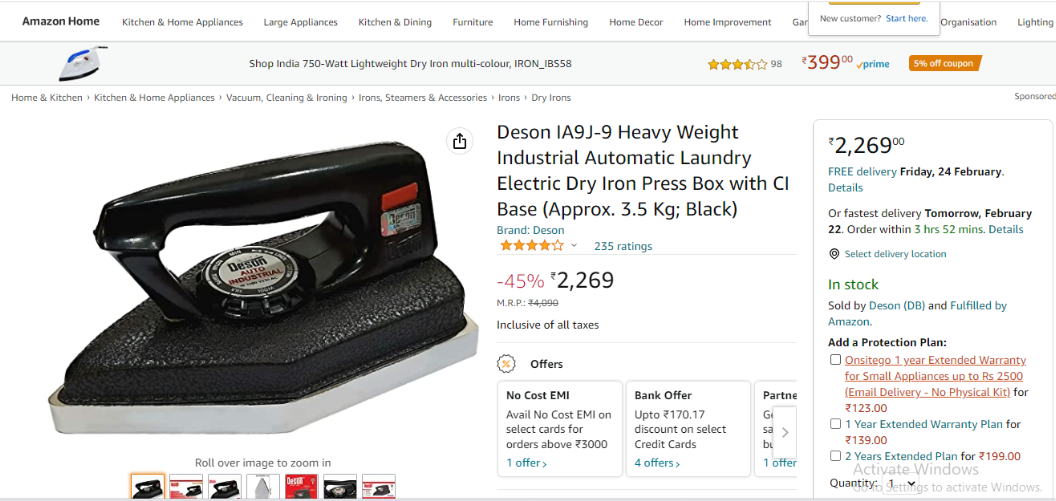 Amazon Home
Kitchen & Home Appliances
Large Appliances
Kitchen & Dining
Furniture
Home Furnishing
Home Decor
Home Improvement
New customer? Start here.
Organisation
Lighting
Shop India 750-Watt Lightweight Dry Iron multi-colour, IRON_IBS58
98
₹39900
prime
5% off coupon
Home & Kitchen › Kitchen & Home Appliances › Vacuum, Cleaning & Ironing › Irons, Steamers & Accessories › Irons › Dry Irons
Sponsored
Deson IA9J-9 Heavy Weight
Industrial Automatic Laundry
Electric Dry Iron Press Box with CI
Base (Approx. 3.5 Kg; Black)
Brand: Deson
235 ratings
-45% ₹2,269
M.R.P.: ₹4,090
Inclusive of all taxes
Offers
No Cost EMI
Avail No Cost EMI on
select cards for
orders above ₹3000
1 offer ›
Bank Offer
Upto ₹170.17
discount on select
Credit Cards
4 offers ›
1 offer
Deson
AUTO
INDUSTRIAL
Roll over image to zoom in
₹2,26900
FREE delivery Friday, 24 February.
Details
Or fastest delivery Tomorrow, February
22. Order within 3 hrs 52 mins. Details
Select delivery location
In stock
Sold by Deson (DB) and Fulfilled by
Amazon.
Add a Protection Plan:
Onsitego 1 year Extended Warranty
for Small Appliances up to Rs 2500
(Email Delivery - No Physical Kit) for
₹123.00
1 Year Extended Warranty Plan for
₹139.00
2 Years Extended Plan for ₹199.00
Quantity: 1
Activate Windows
Go to Settings to activate Windows.